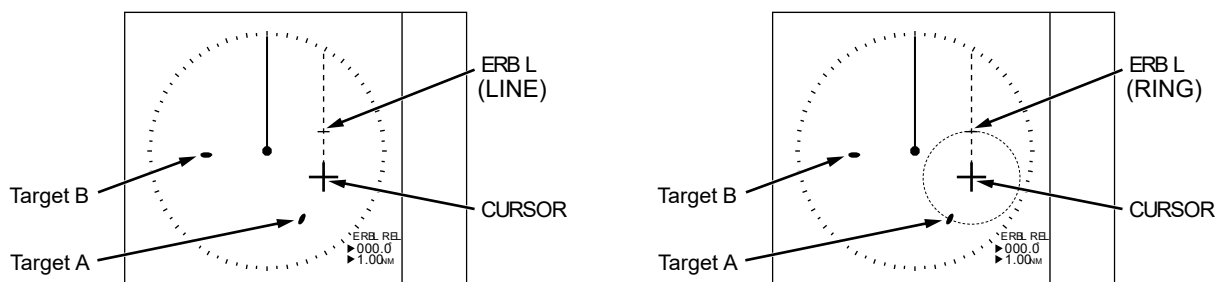 ERB L
(LINE)
Target B
CURSOR
Target A
ERBL REL
▶000.0°
▶1.00NM
ERB L
(RING)
Target B
CURSOR
Target A
ERBL REL
▶000.0°
▶1.00NM